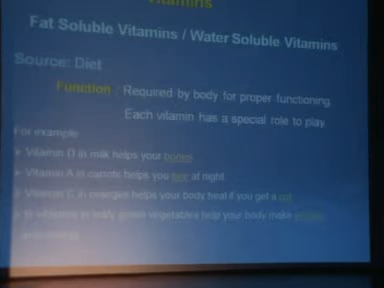 Vitamins
Fat Soluble Vitamins / Water Soluble Vitamins
Source: Diet
Function Required by body for proper functioning.
Each vitamin has a special role to play.
For example
Vitamin D in milk helps your bones
Vitamin A in carrots helps you see at night.
Vitamin C in oranges helps your body heal if you get a cut
B vitamins in leafy green vegetables help your body make